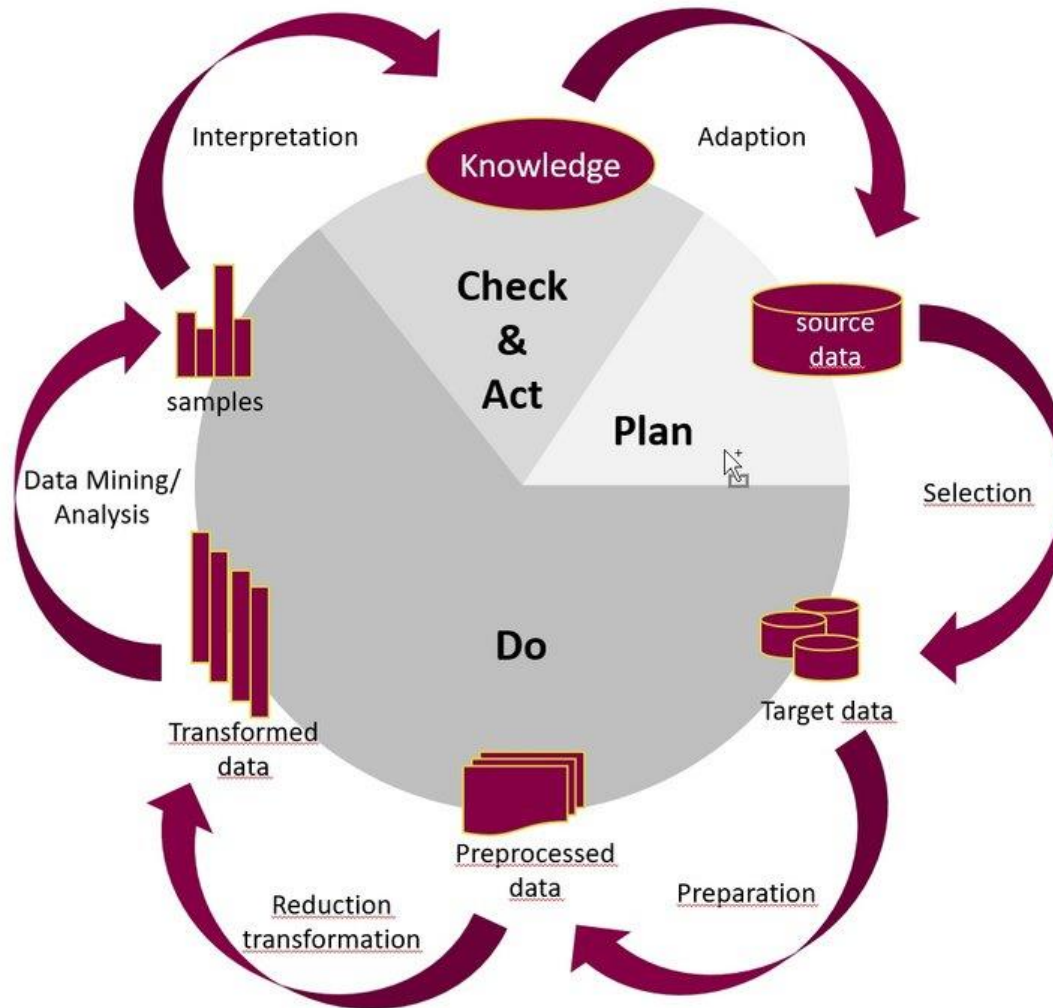 Interpretation
Adaption
Knowledge
Check
&
Act
source
data
Plan
samples
Data Mining/
Analysis
Selection
Do
Target data
Transformed
data
Preprocessed
data
Preparation
Reduction
transformation